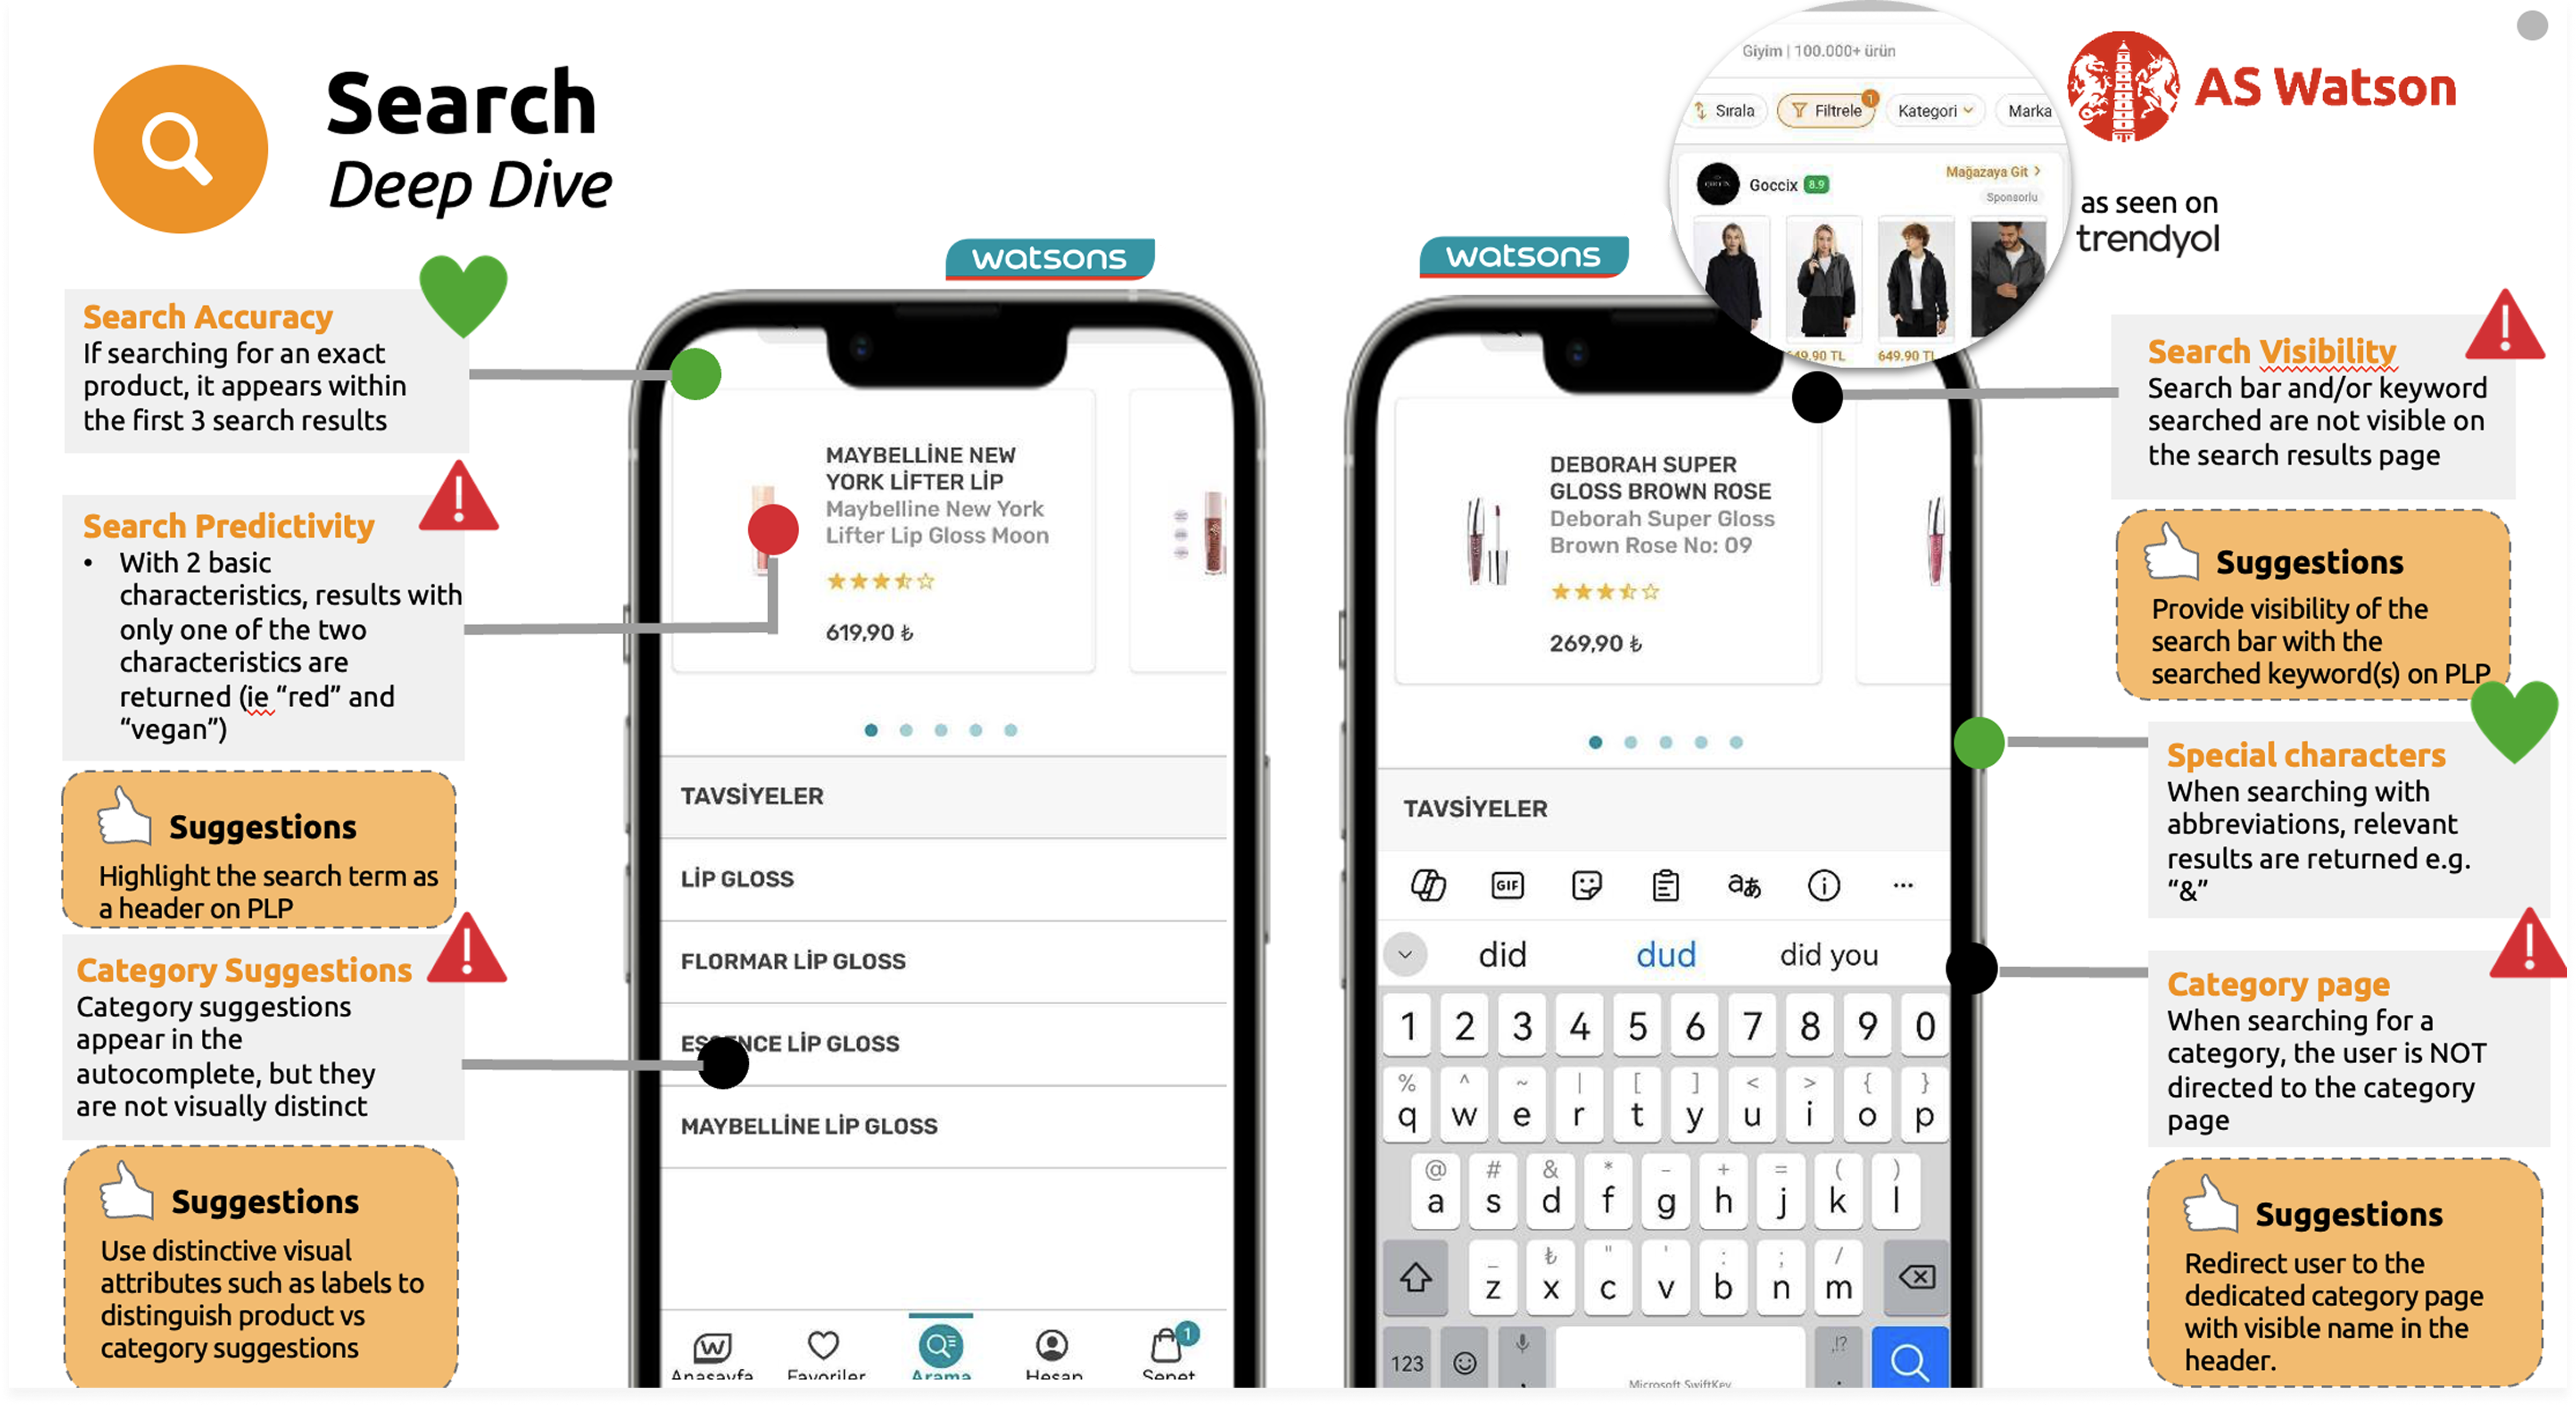 Search
Deep Dive
Search Accuracy
If searching for an exact
product, it appears within
the first 3 search results
Search Predictivity
• With 2 basic
characteristics, results with
only one of the two
characteristics are
returned (ie “red” and
“vegan”)
Suggestions
Highlight the search term as
a header on PLP
Category Suggestions
Category suggestions
appear in the
autocomplete, but they
are not visually distinct
Suggestions
Use distinctive visual
attributes such as labels to
distinguish product vs
category suggestions
watsons
MAYBELLİNE NEW
YORK LİFTER LİP
Maybelline New York
Lifter Lip Gloss Moon
619,90 ₺
TAVSİYELER
LİP GLOSS
FLORMAR LİP GLOSS
ESSENCE LİP GLOSS
MAYBELLİNE LİP GLOSS
1
Anasayfa Favoriler Arama Hesap Sepet
watsons
DEBORAH SUPER
GLOSS BROWN ROSE
Deborah Super Gloss
Brown Rose No: 09
269,90 ₺
TAVSİYELER
GIF aあ ...
did dud did you
1 2 3 4 5 6 7 8 9 0
% ^ ~ | [ ] < > { }
q w e r t y u i o p
@ # & * - + = ( )
a s d f g h j k l
_ ₺ " ' : ; /
z x c v b n m
123 , ,!? .
Microsoft SwiftKey
Giyim | 100.000+ ürün
Sırala Filtrele 1 Kategori Marka
Goccix 8.9 Mağazaya Git >
Sponsorlu
649,90 TL 649.90 TL
AS Watson
as seen on
trendyol
Search Visibility
Search bar and/or keyword
searched are not visible on
the search results page
Suggestions
Provide visibility of the
search bar with the
searched keyword(s) on PLP
Special characters
When searching with
abbreviations, relevant
results are returned e.g.
“&”
Category page
When searching for a
category, the user is NOT
directed to the category
page
Suggestions
Redirect user to the
dedicated category page
with visible name in the
header.